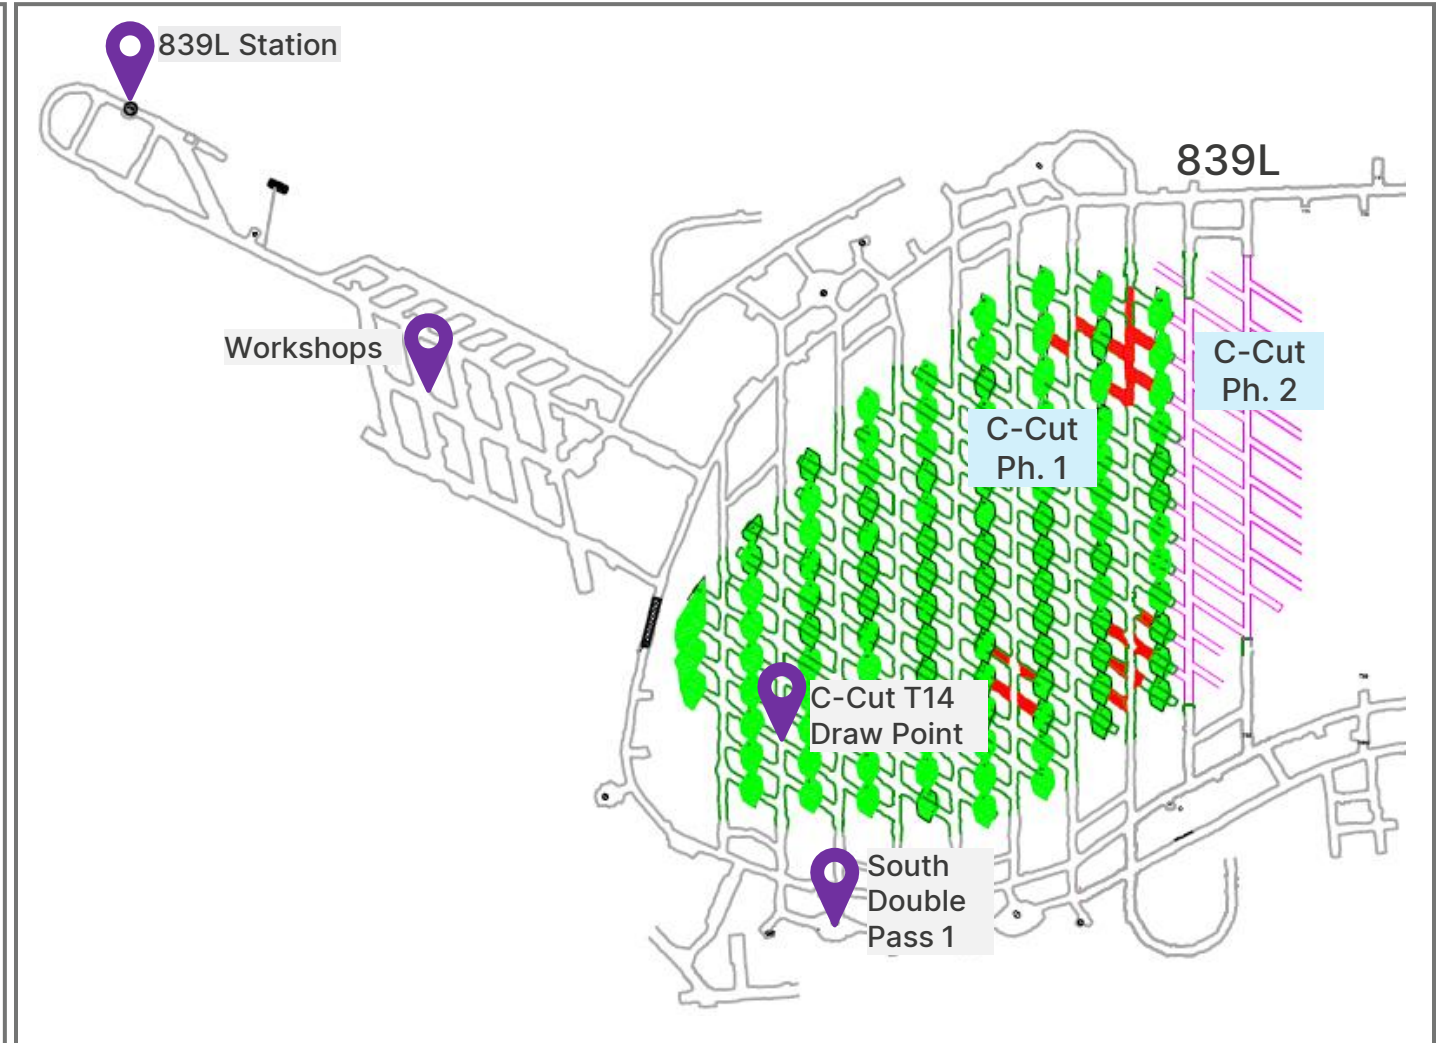 839L Station
839L
Workshops
C-Cut
Ph. 2
C-Cut
Ph. 1
C-Cut T14
Draw Point
South
Double
Pass 1